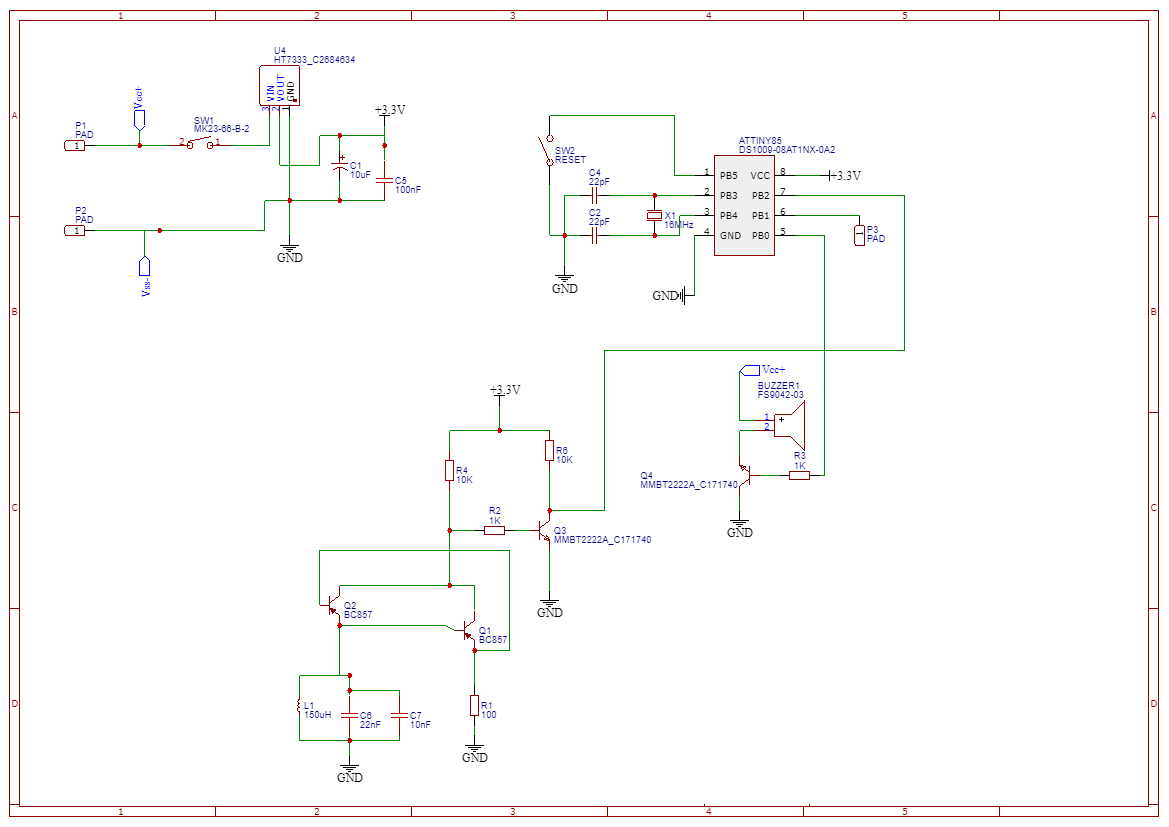 1 2 3 4 5
A
B
C
D
A
B
C
D
U4
HT7333_C2684634
VIN
VOUT
GND
3
2
1
Vcc+
P1
PAD
1
SW1
MK23-66-B-2
2 1
+3.3V
C1
10uF
C5
100nF
P2
PAD
1
Vss-
GND
SW2
RESET
C4
22pF
C2
22pF
X1
16MHz
GND
GND
ATTINY85
DS1009-08AT1NX-0A2
1 PB5 VCC 8
2 PB3 PB2 7
3 PB4 PB1 6
4 GND PB0 5
+3.3V
P3
PAD
1
Vcc+
BUZZER1
FS9042-03
1
2
+
R3
1K
Q4
MMBT2222A_C171740
GND
+3.3V
R4
10K
R6
10K
R2
1K
Q3
MMBT2222A_C171740
GND
Q2
BC857
Q1
BC857
L1
150uH
C6
22nF
C7
10nF
R1
100
GND
GND
1 2 3 4 5